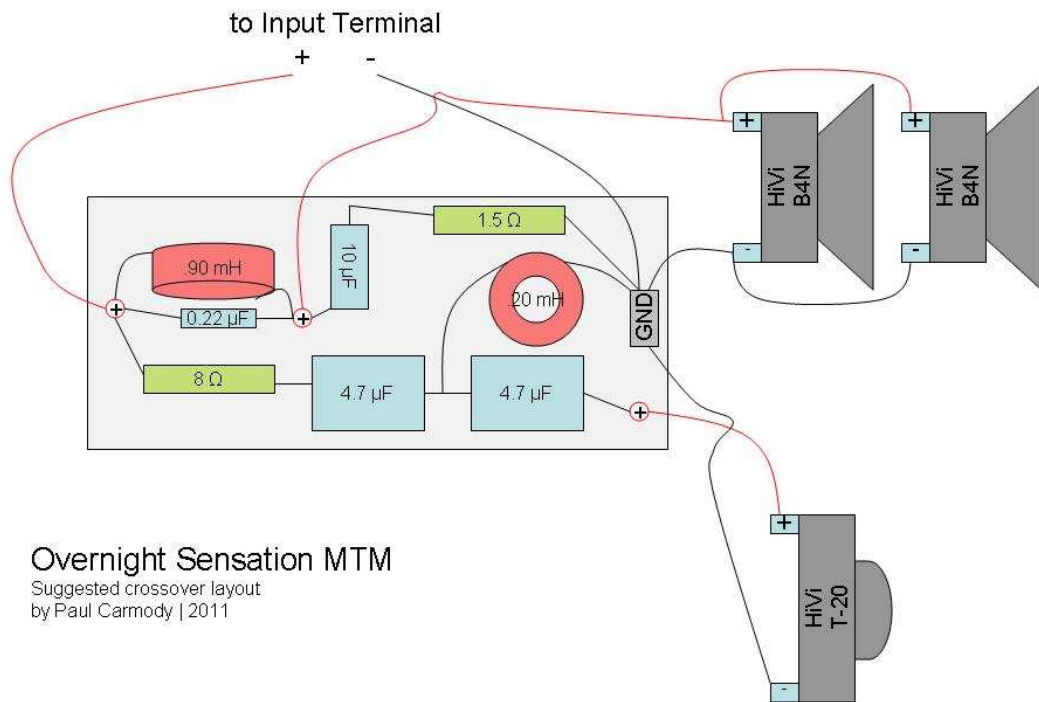 to Input Terminal
+ -
+ +
HiVi
B4N
HiVi
B4N
- -
1.5 Ω
10 µF
.90 mH
.20 mH
GND
+ 0.22 µF +
8 Ω
4.7 µF 4.7 µF
+
+
HiVi
T-20
-
Overnight Sensation MTM
Suggested crossover layout
by Paul Carmody | 2011